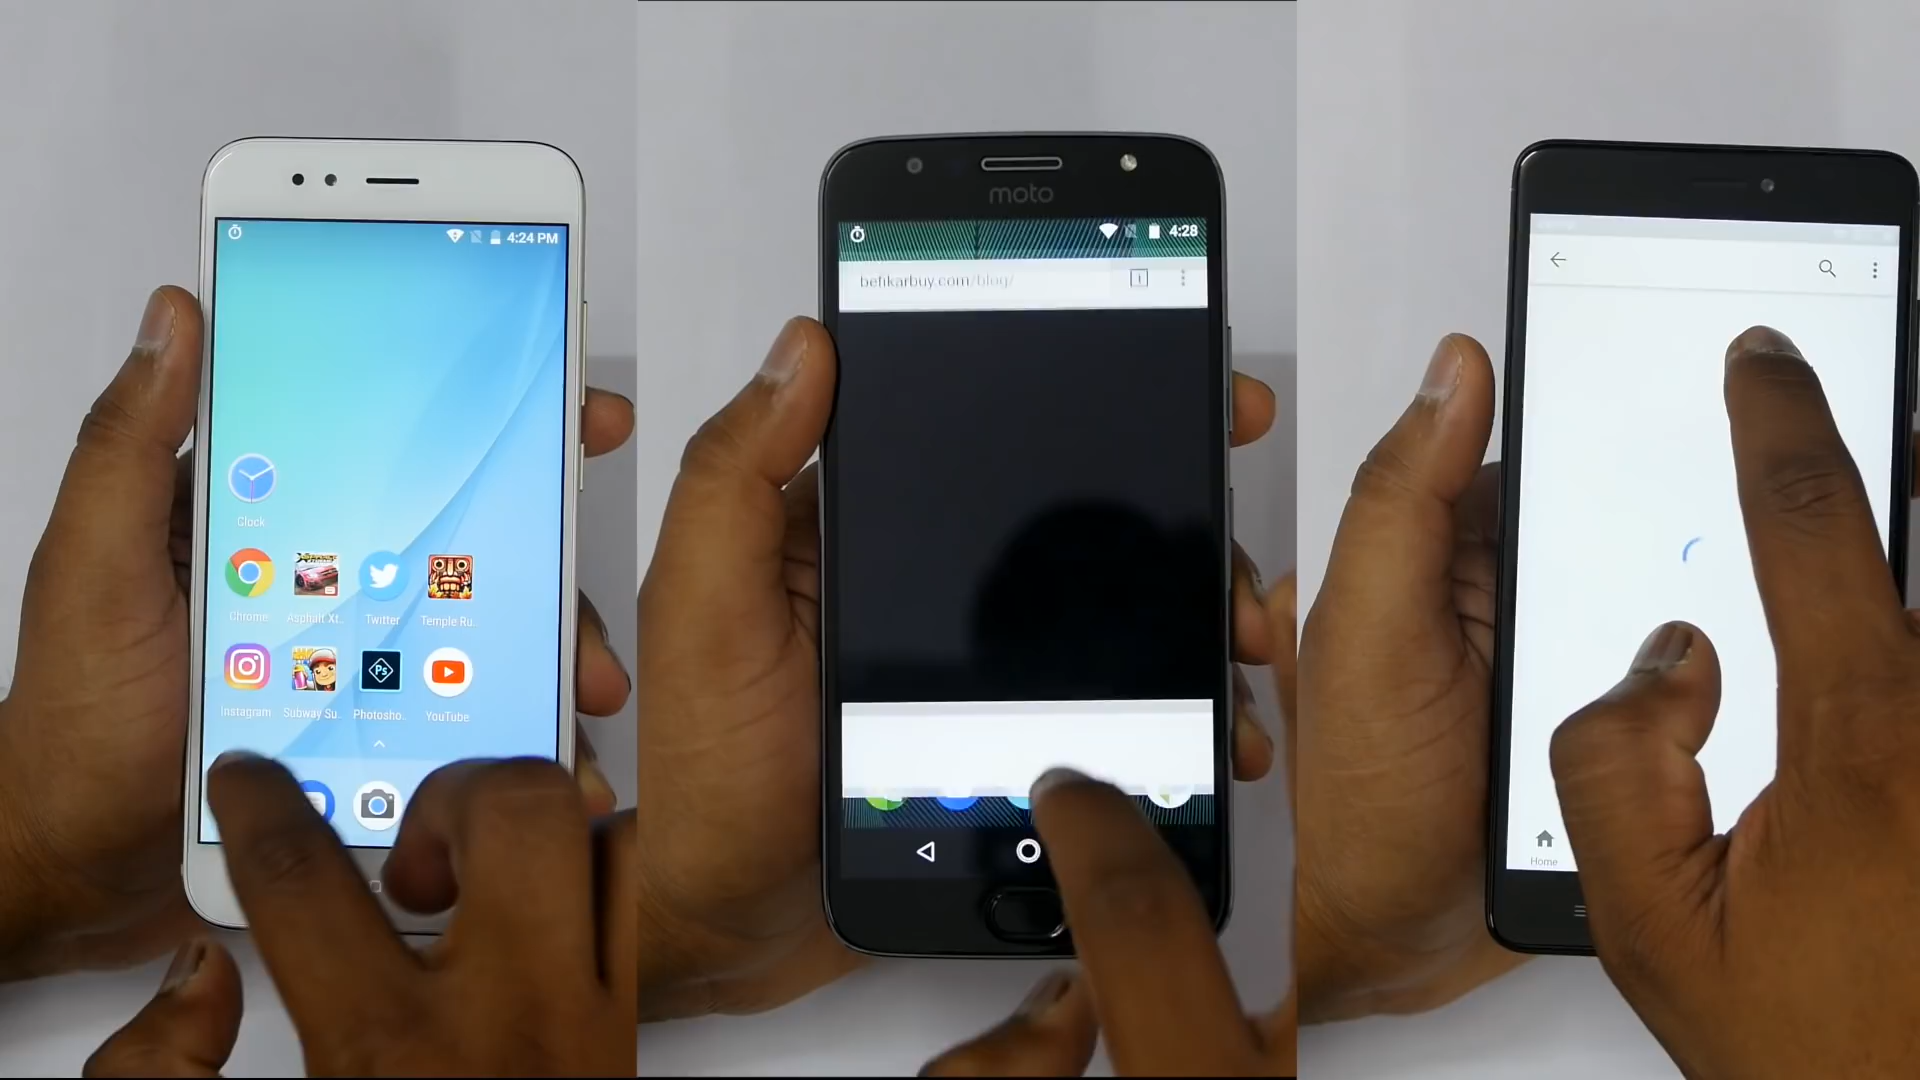 4:24 PM
Clock
Chrome
Asphalt Xt..
Twitter
Temple Ru..
Instagram
Subway Su..
Ps
Photosho..
YouTube
moto
4:28
befikarbuy.com/blog/
Home